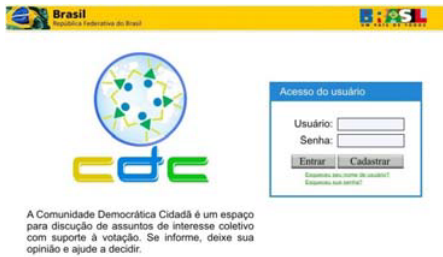 Brasil
República Federativa do Brasil
BRASIL
UM PAÍS DE TODOS
Acesso do usuário
Usuário:
Senha:
Entrar
Cadastrar
Esqueceu seu nome de usuário?
Esqueceu sua senha?
cdc
A Comunidade Democrática Cidadã é um espaço
para discução de assuntos de interesse coletivo
com suporte à votação. Se informe, deixe sua
opinião e ajude a decidir.